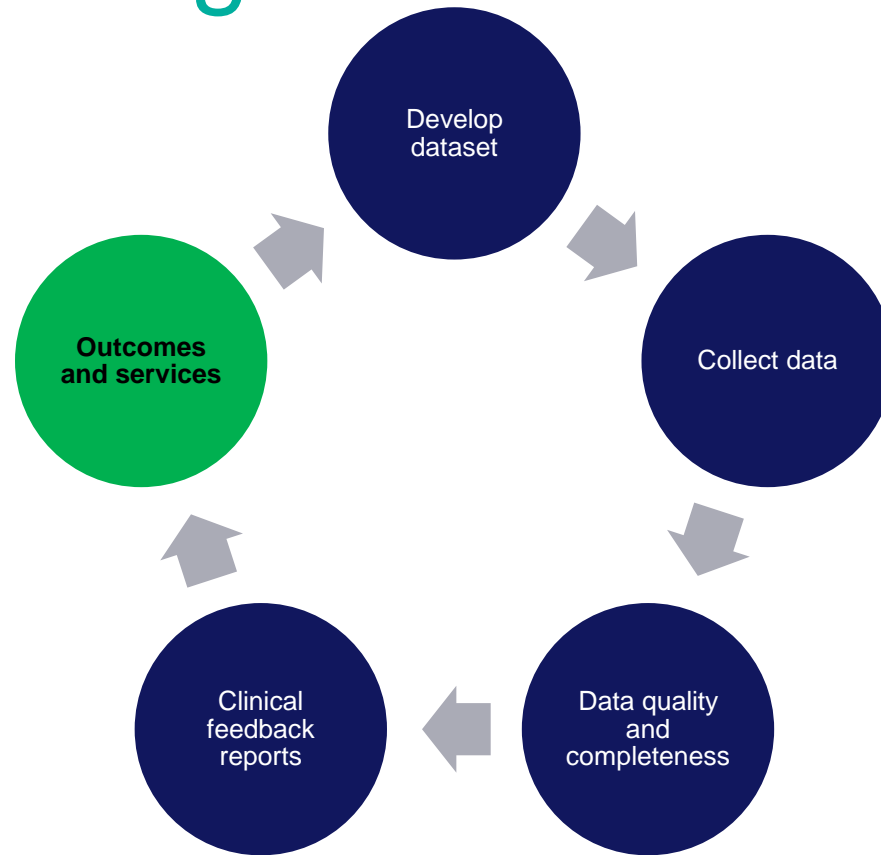 Develop
dataset
Collect data
Data quality
and
completeness
Clinical
feedback
reports
Outcomes
and services